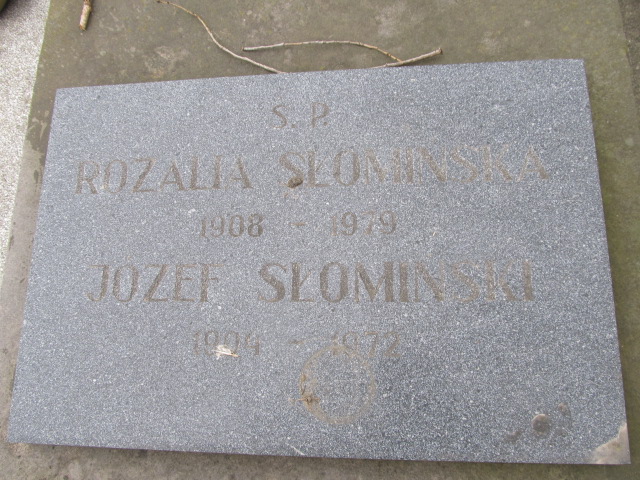 S. P.
ROZALIA SŁOMINSKA
1908 - 1979
JOZEF SŁOMINSKI
1904 - 1972